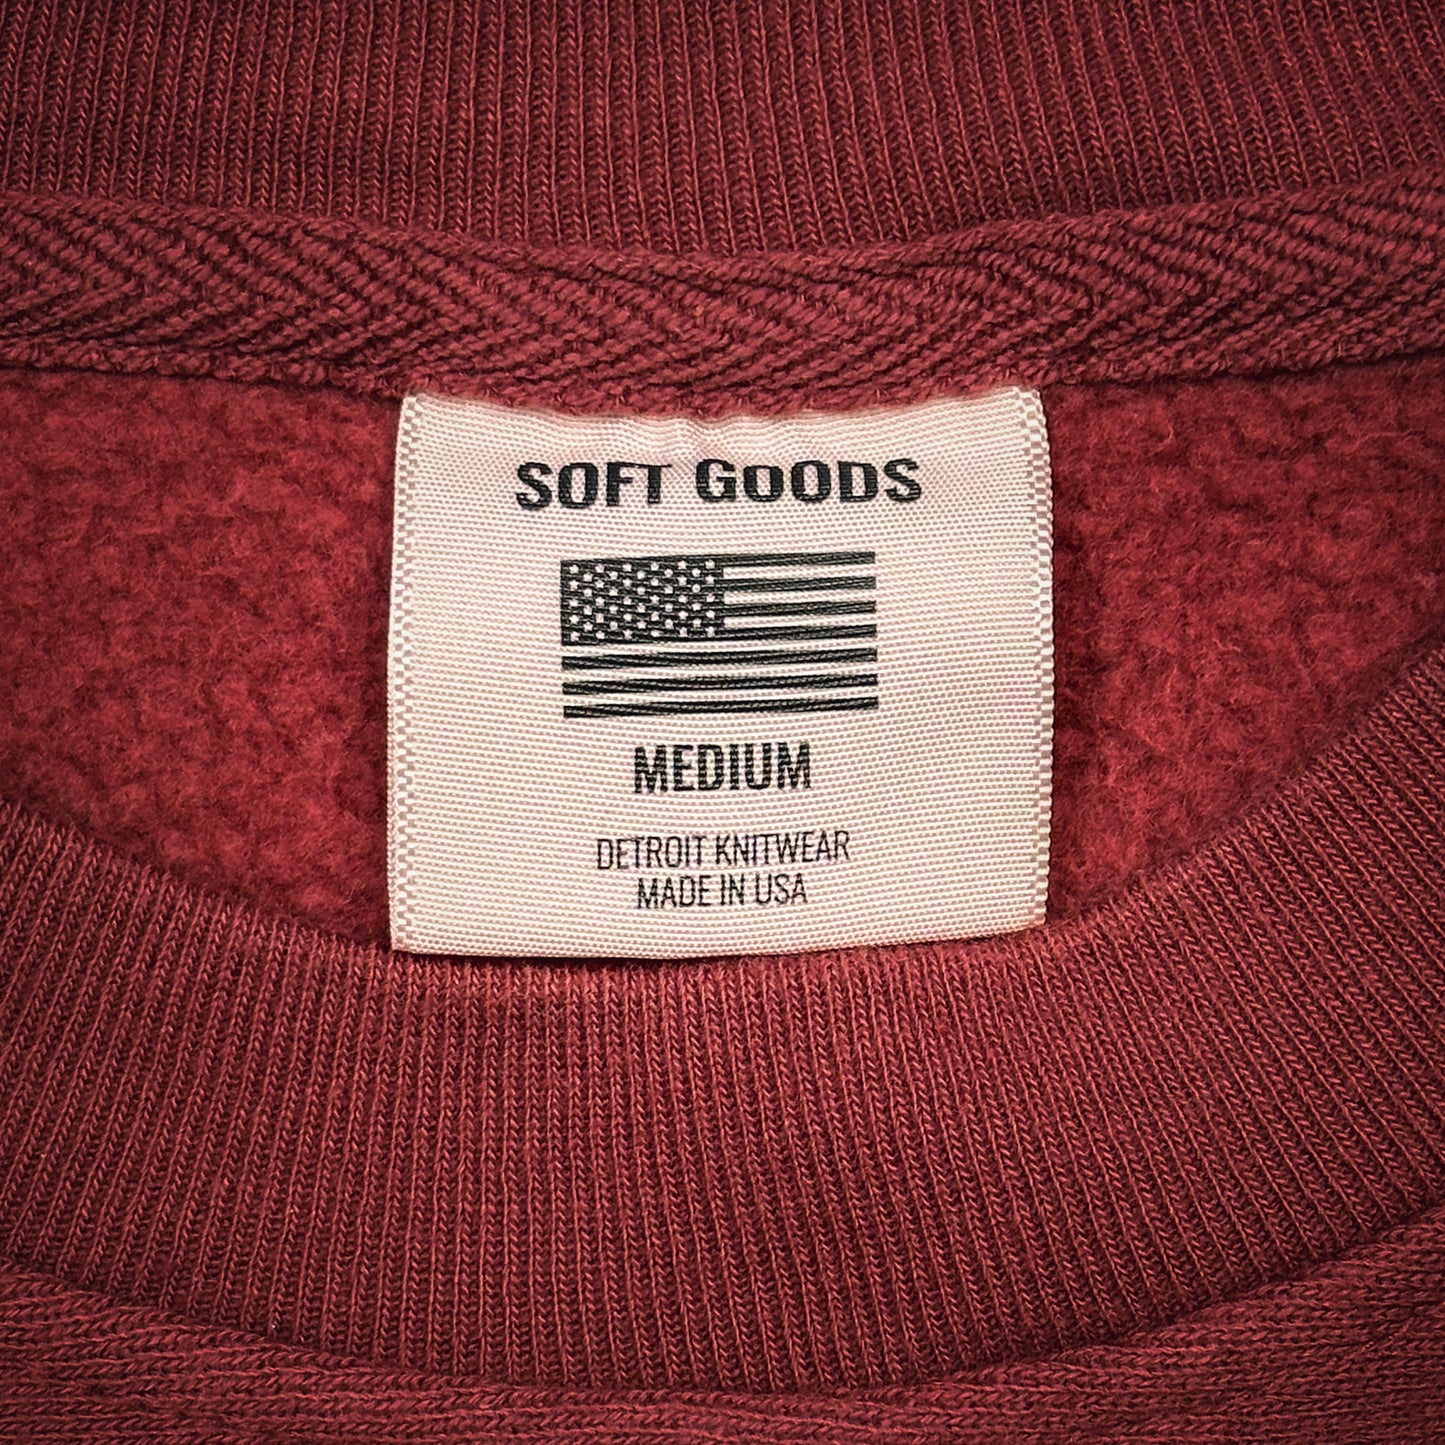 SOFT GOODS
MEDIUM
DETROIT KNITWEAR
MADE IN USA